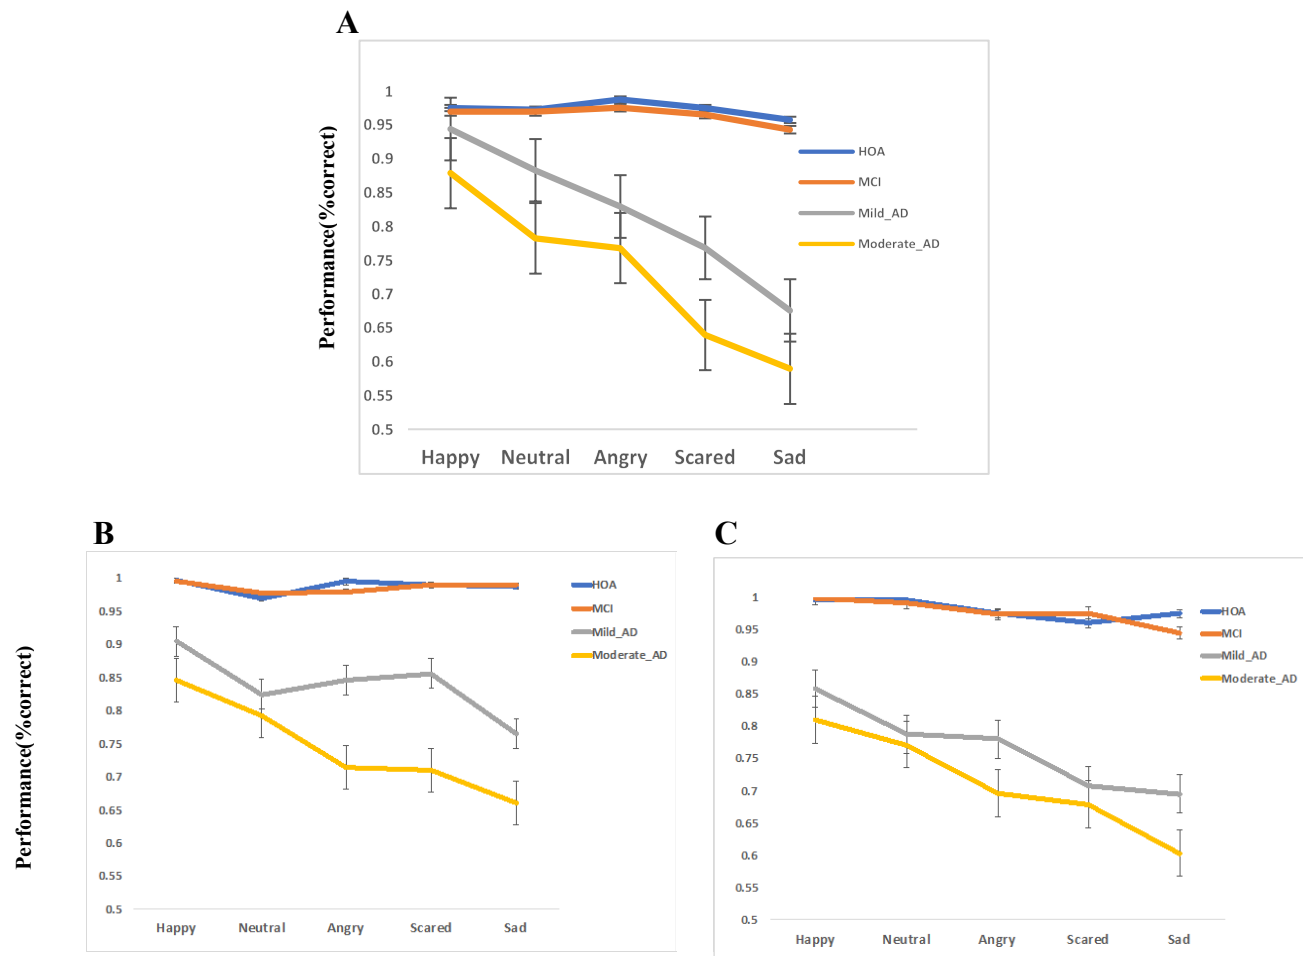 A
Performance(%correct)
1
0.95
0.9
0.85
0.8
0.75
0.7
0.65
0.6
0.55
0.5
HOA
MCI
Mild_AD
Moderate_AD
Happy Neutral Angry Scared Sad
B
Performance(%correct)
1
0.95
0.9
0.85
0.8
0.75
0.7
0.65
0.6
0.55
0.5
HOA
MCI
Mild_AD
Moderate_AD
Happy Neutral Angry Scared Sad
C
1
0.95
0.9
0.85
0.8
0.75
0.7
0.65
0.6
0.55
0.5
HOA
MCI
Mild_AD
Moderate_AD
Happy Neutral Angry Scared Sad